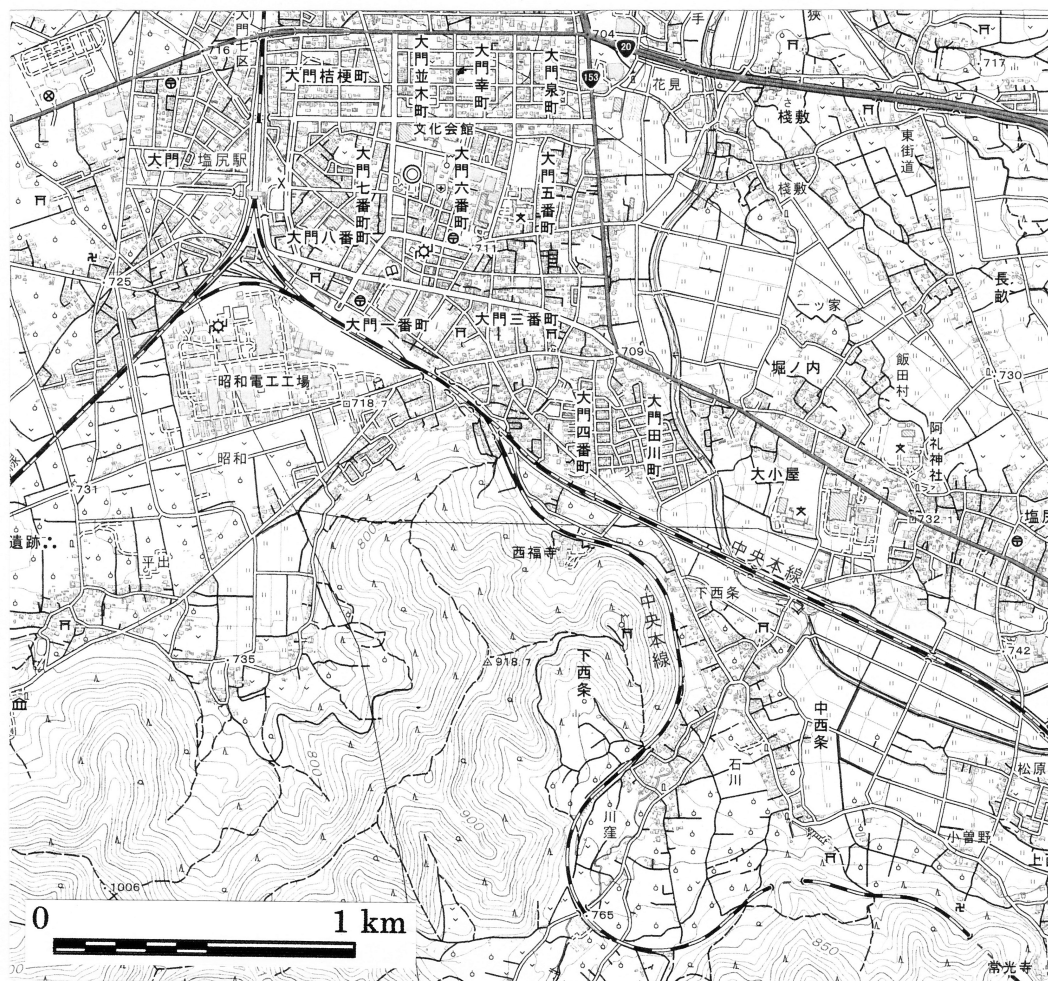 大門七区
716
704
20
153
手
狭
717
大門桔梗町
大門並木町
大門幸町
大門泉町
花見
さ
桟敷
東街道
文化会館
大門
塩尻駅
大門七番町
大門六番町
大門五番町
桟敷
大門八番町
711
725
長畝
一ッ家
大門一番町
大門三番町
709
堀ノ内
飯田村
730
昭和電工工場
718.7
大門四番町
大門田川町
阿礼神社
昭和
大小屋
731
732.1
塩尻
遺跡
平出
800
西福寺
中央本線
下西条
中央本線
735
918.7
下西条
742
中西条
800
石川
松原
900
川窪
小曽野
1006
765
850
常光寺
0
1 km